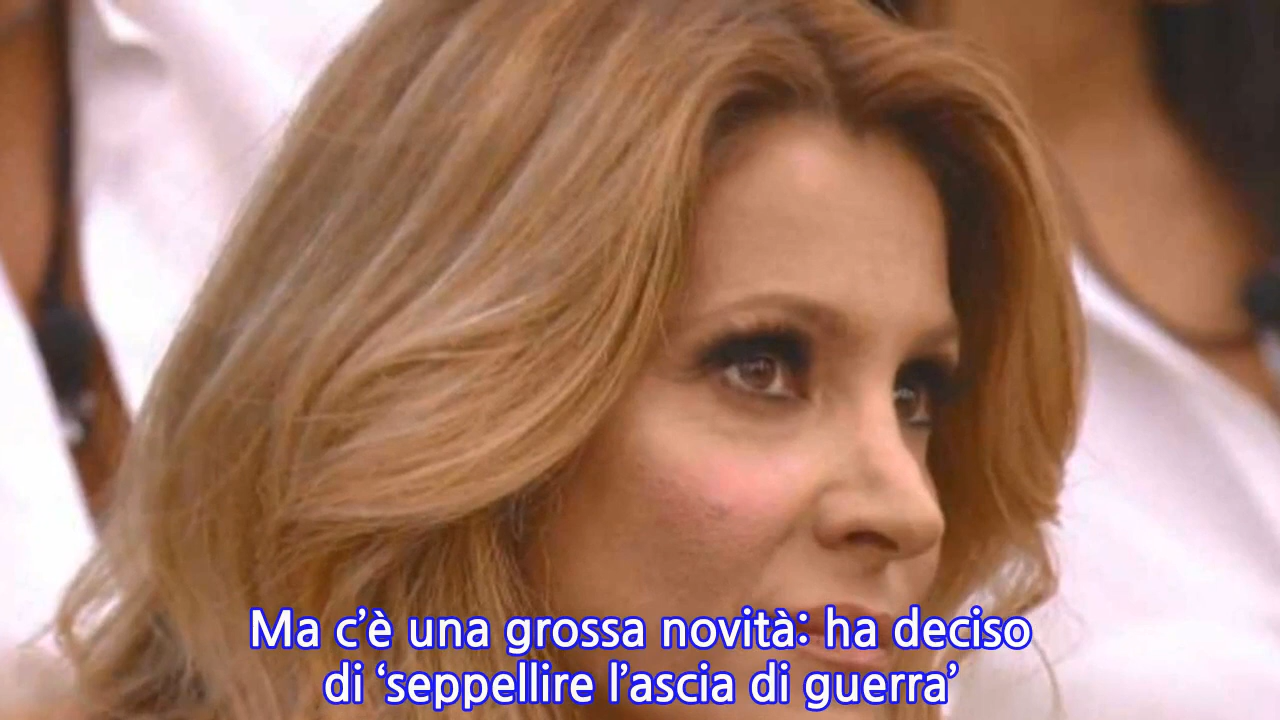 Ma c’è una grossa novità: ha deciso
di ‘seppellire l’ascia di guerra’